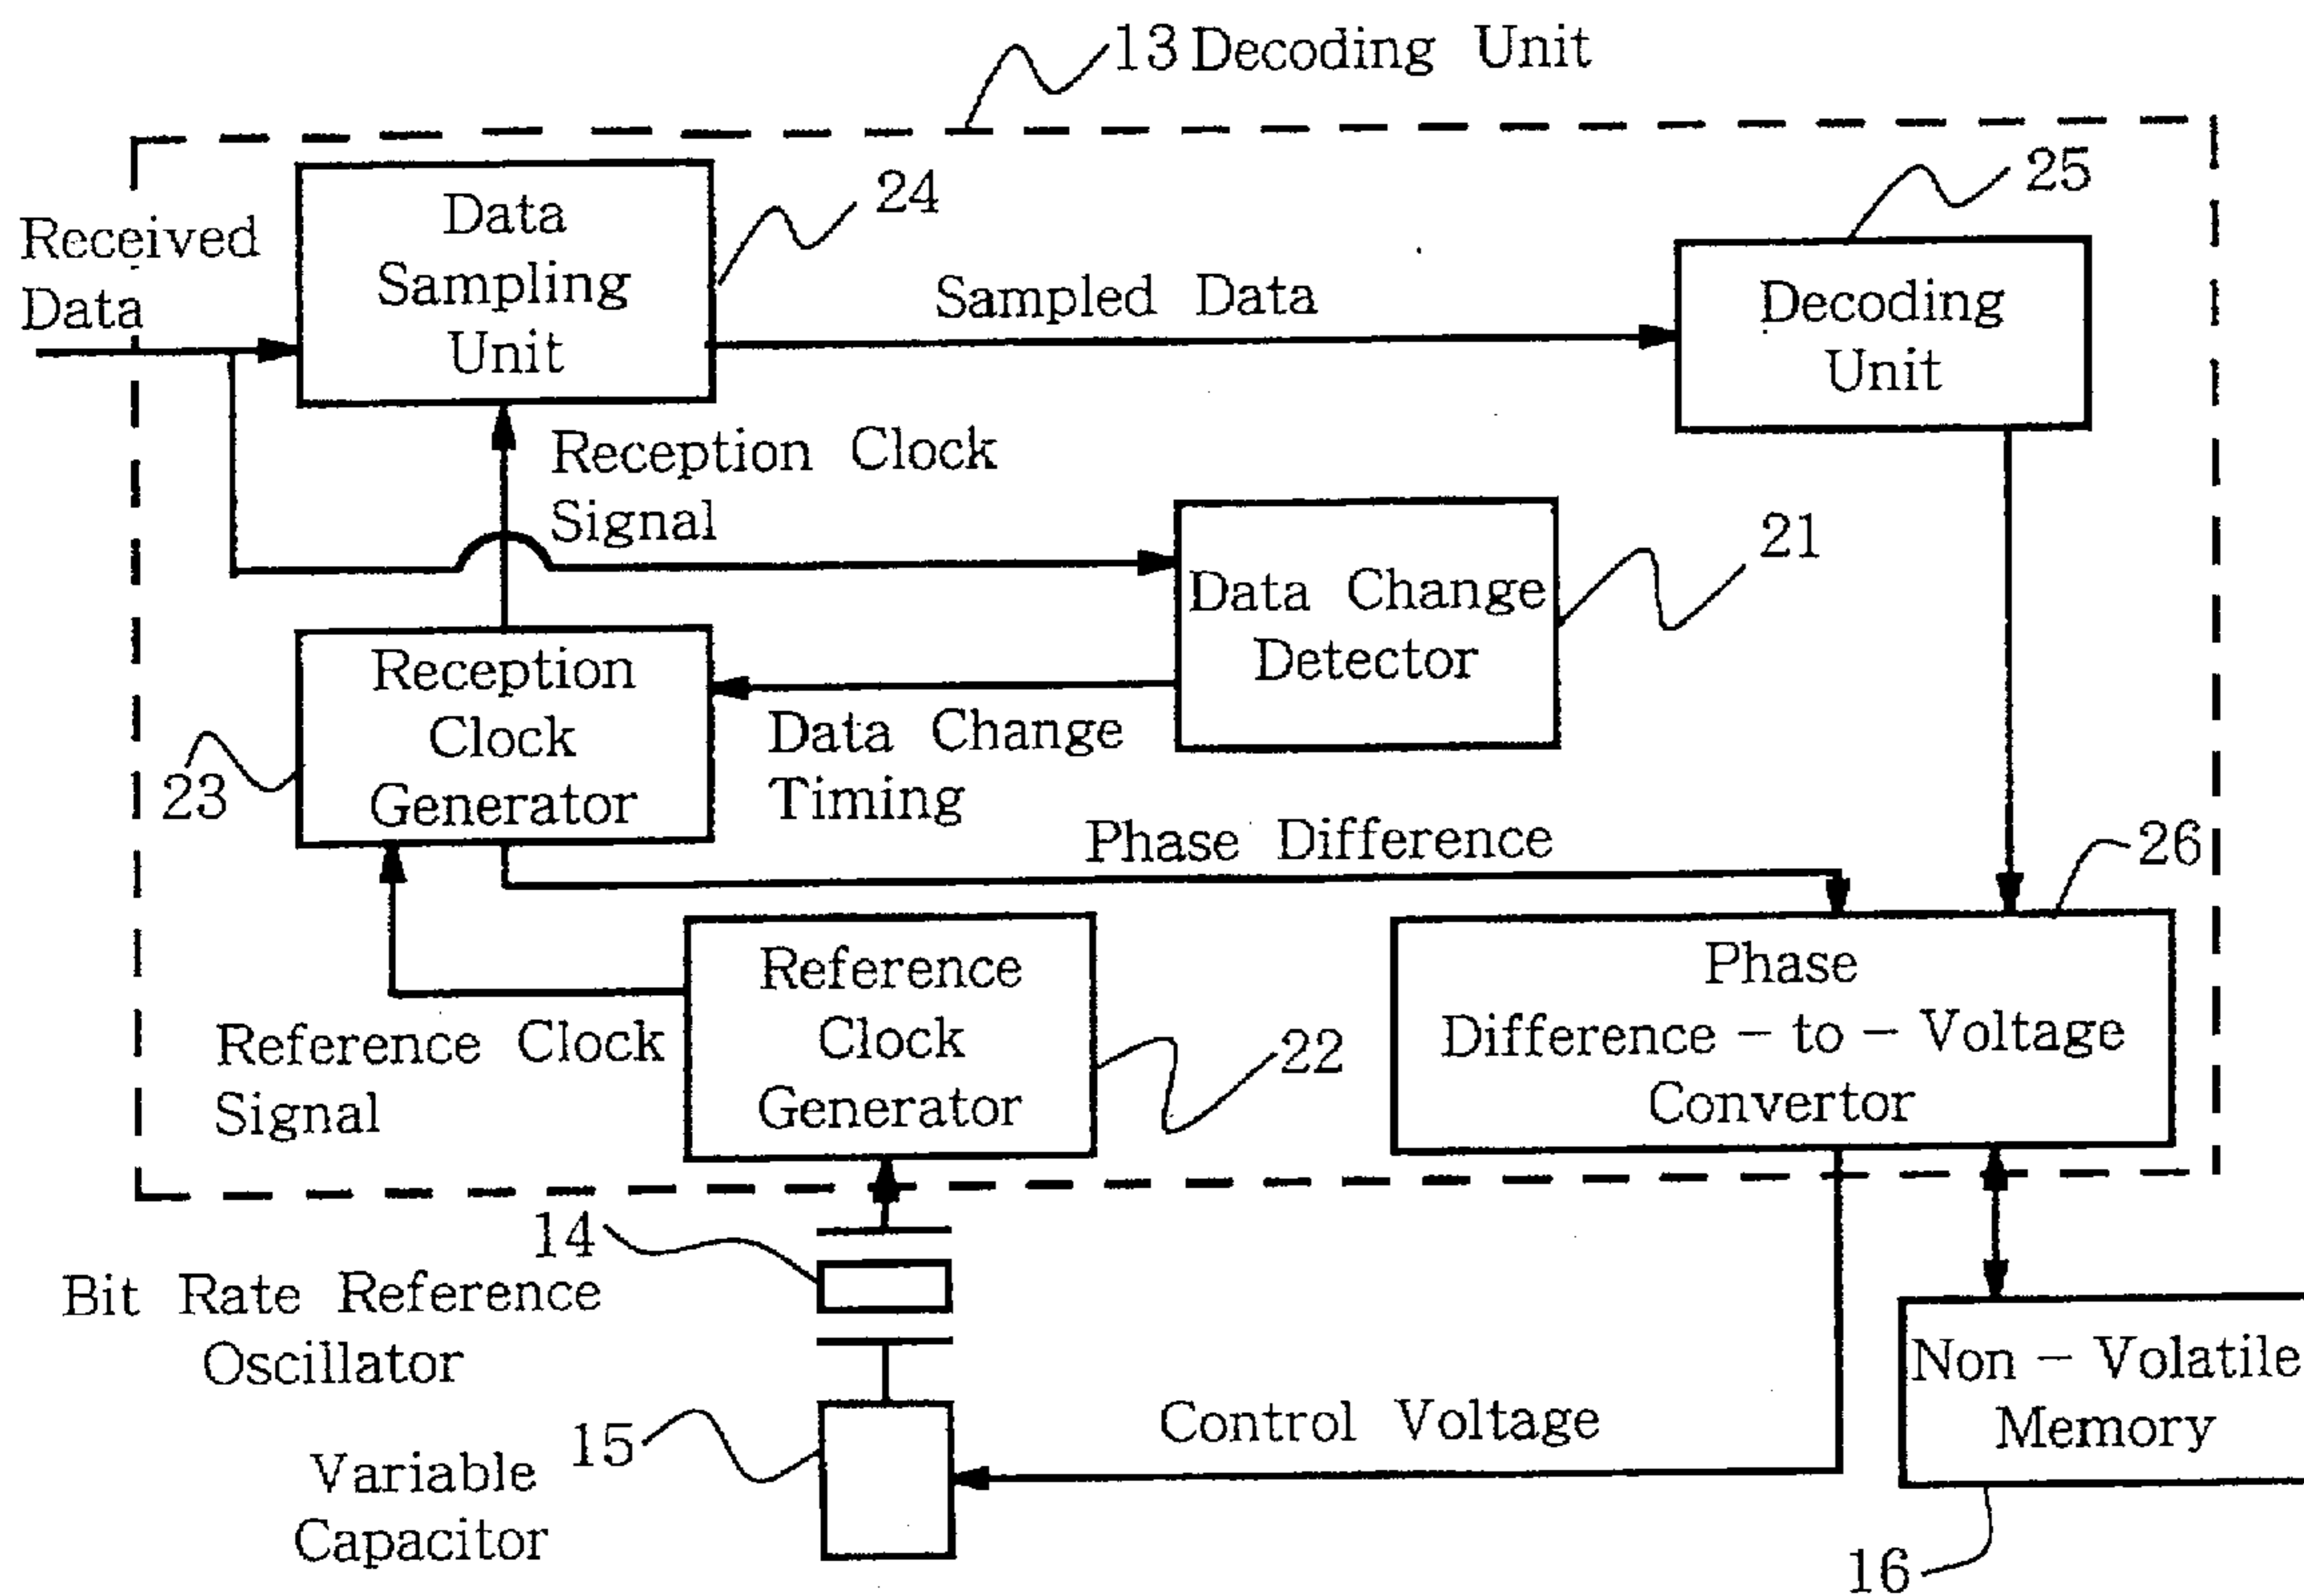 13 Decoding Unit
Received
Data
Data
Sampling
Unit
24
Sampled Data
25
Decoding
Unit
Reception Clock
Signal
21
Data Change
Detector
Reception
Clock
Generator
23
Data Change
Timing
Phase Difference
26
Reference
Clock
Generator
22
Reference Clock
Signal
Phase
Difference - to - Voltage
Convertor
14
Bit Rate Reference
Oscillator
15
Variable
Capacitor
Control Voltage
Non - Volatile
Memory
16